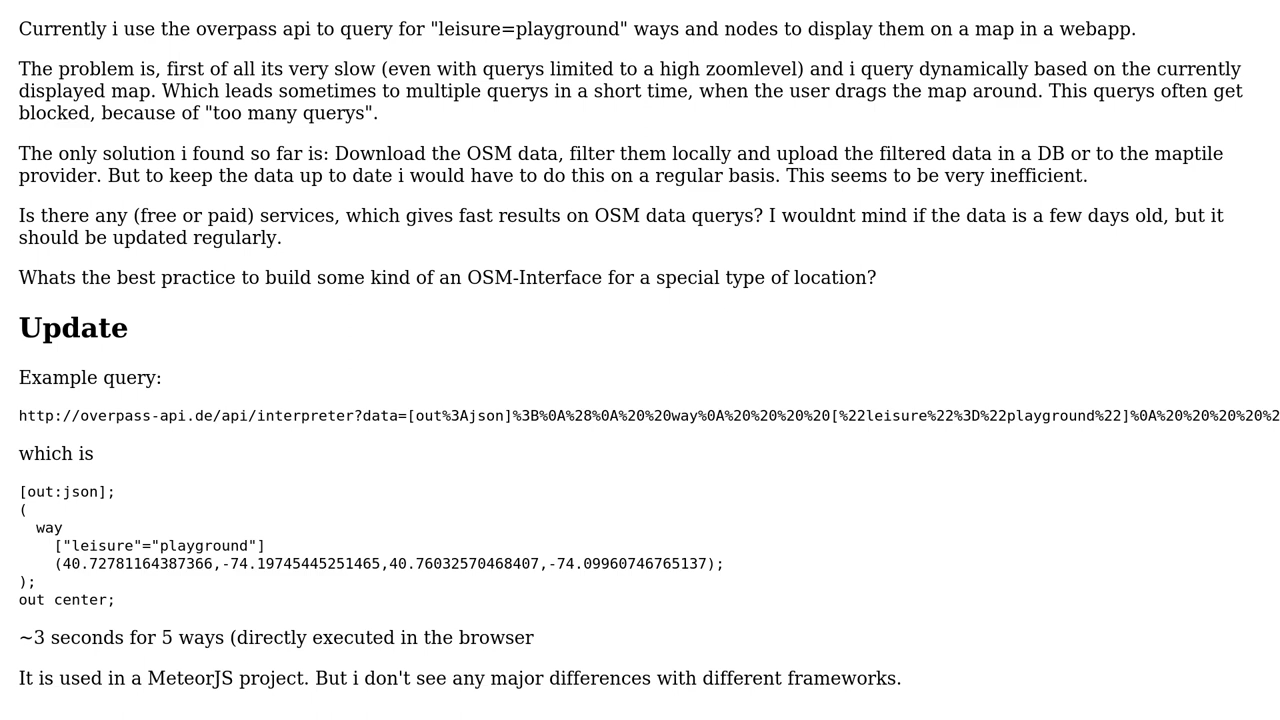 Currently i use the overpass api to query for "leisure=playground" ways and nodes to display them on a map in a webapp.
The problem is, first of all its very slow (even with querys limited to a high zoomlevel) and i query dynamically based on the currently
displayed map. Which leads sometimes to multiple querys in a short time, when the user drags the map around. This querys often get
blocked, because of "too many querys".
The only solution i found so far is: Download the OSM data, filter them locally and upload the filtered data in a DB or to the maptile
provider. But to keep the data up to date i would have to do this on a regular basis. This seems to be very inefficient.
Is there any (free or paid) services, which gives fast results on OSM data querys? I wouldnt mind if the data is a few days old, but it
should be updated regularly.
Whats the best practice to build some kind of an OSM-Interface for a special type of location?
Update
Example query:
http://overpass-api.de/api/interpreter?data=[out%3Ajson]%3B%0A%28%0A%20%20way%0A%20%20%20%20[%22leisure%22%3D%22playground%22]%0A%20%20%20%20%2
which is
[out:json];
(
  way
    ["leisure"="playground"]
    (40.72781164387366,-74.19745445251465,40.76032570468407,-74.09960746765137);
);
out center;
~3 seconds for 5 ways (directly executed in the browser
It is used in a MeteorJS project. But i don't see any major differences with different frameworks.